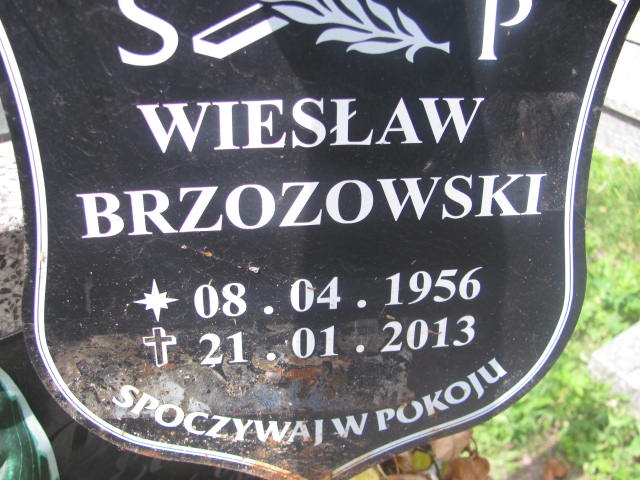 S P
WIESŁAW
BRZOZOWSKI
08.04.1956
21.01.2013
SPOCZYWAJ W POKOJU